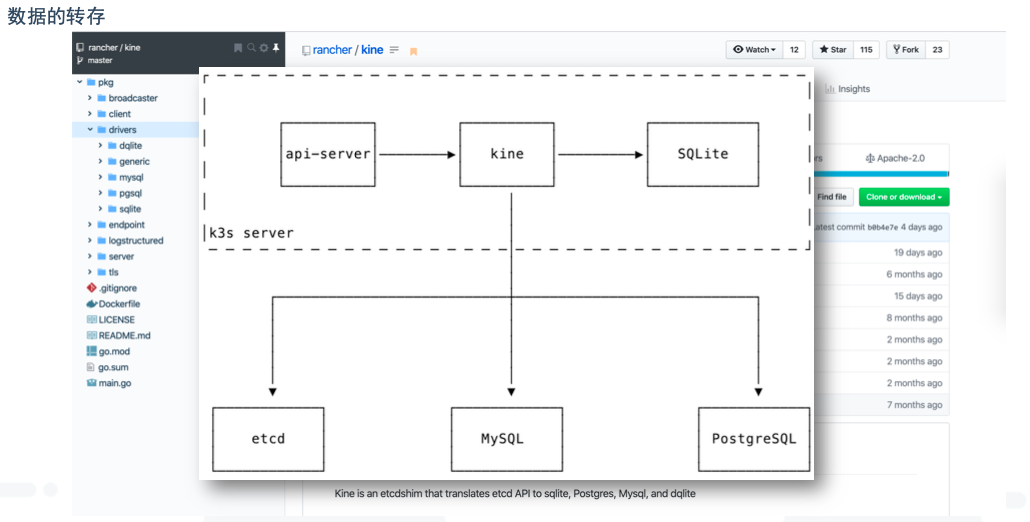 数据的转存
rancher / kine
master
rancher / kine
Watch 12
Star 115
Fork 23
Insights
pkg
broadcaster
client
drivers
dqlite
generic
mysql
pgsql
sqlite
endpoint
logstructured
server
tls
.gitignore
Dockerfile
LICENSE
README.md
go.mod
go.sum
main.go
api-server
kine
SQLite
k3s server
etcd
MySQL
PostgreSQL
Apache-2.0
Find file
Clone or download
commit b0b4e7e 4 days ago
19 days ago
6 months ago
15 days ago
8 months ago
2 months ago
2 months ago
2 months ago
7 months ago
Kine is an etcdshim that translates etcd API to sqlite, Postgres, Mysql, and dqlite